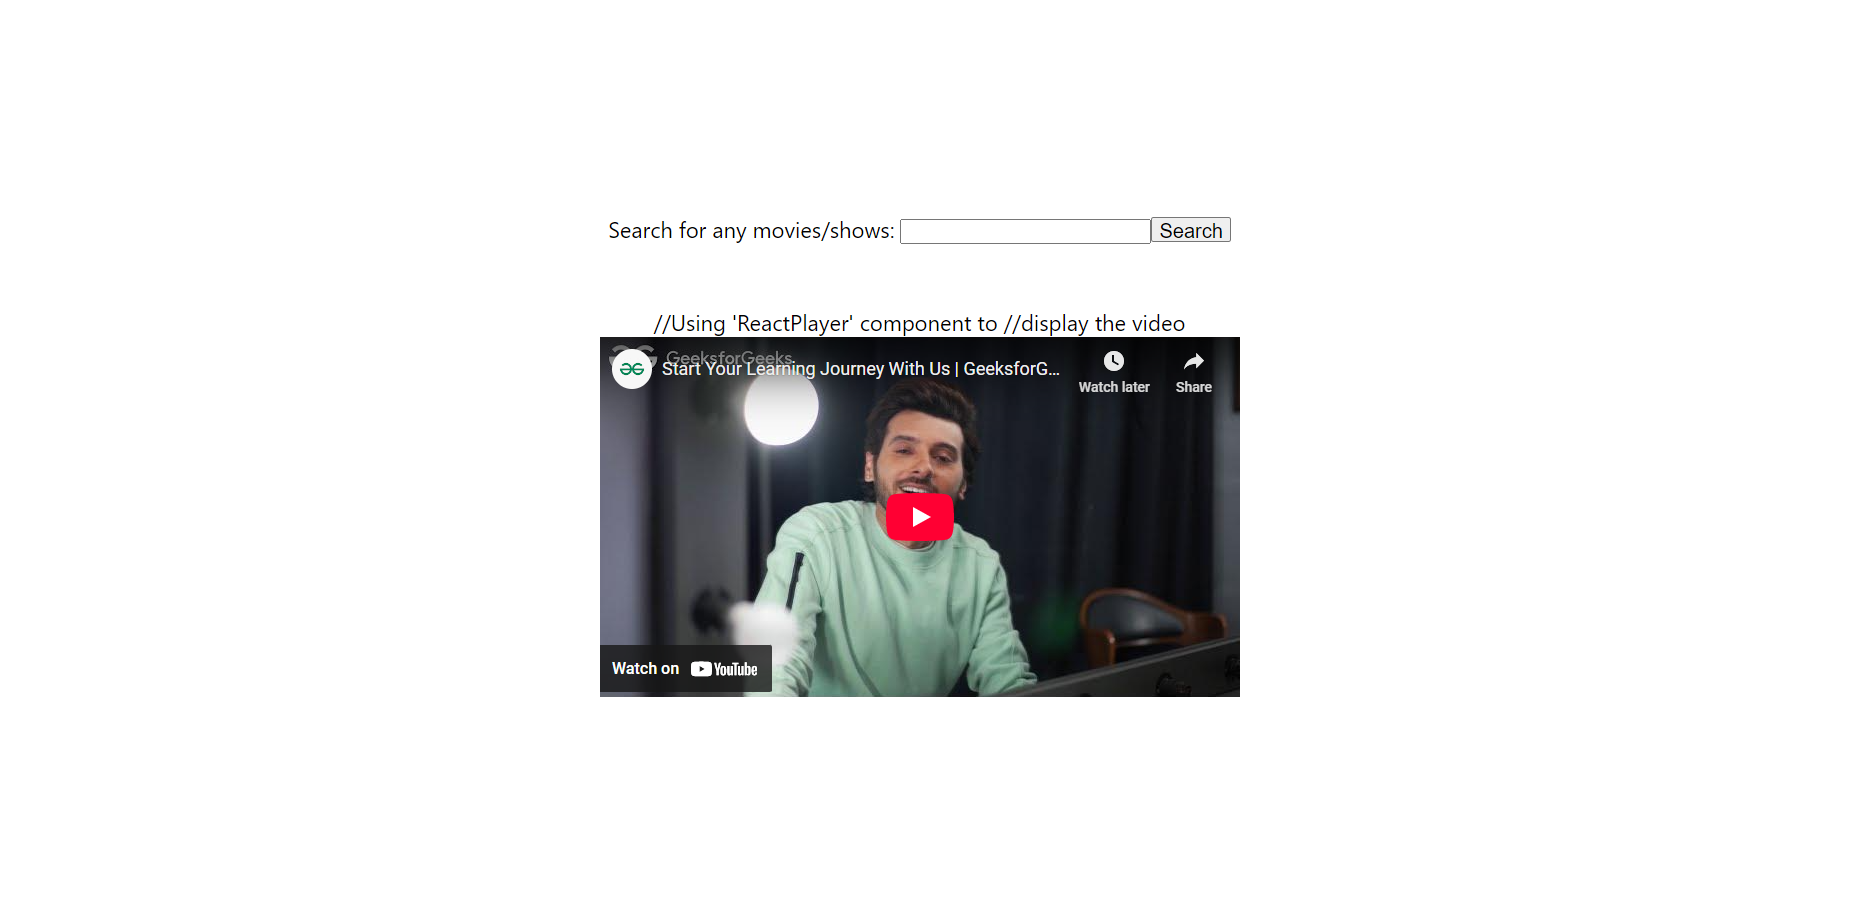 Search for any movies/shows: Search
//Using 'ReactPlayer' component to //display the video
GeeksforGeeks
Start Your Learning Journey With Us | GeeksforG...
Watch later
Share
Watch on YouTube